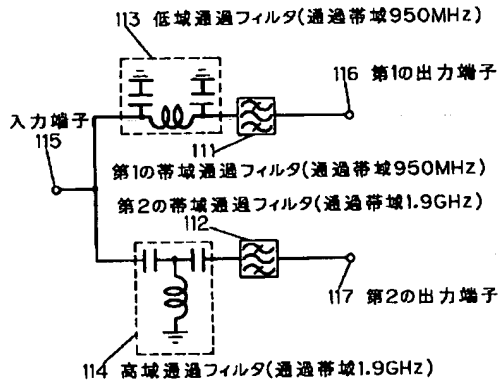 113 低域通過フィルタ(通過帯域950MHz)
116 第1の出力端子
入力端子
115
111
第1の帯域通過フィルタ(通過帯域950MHz)
第2の帯域通過フィルタ(通過帯域1.9GHz)
112
117 第2の出力端子
114 高域通過フィルタ(通過帯域1.9GHz)